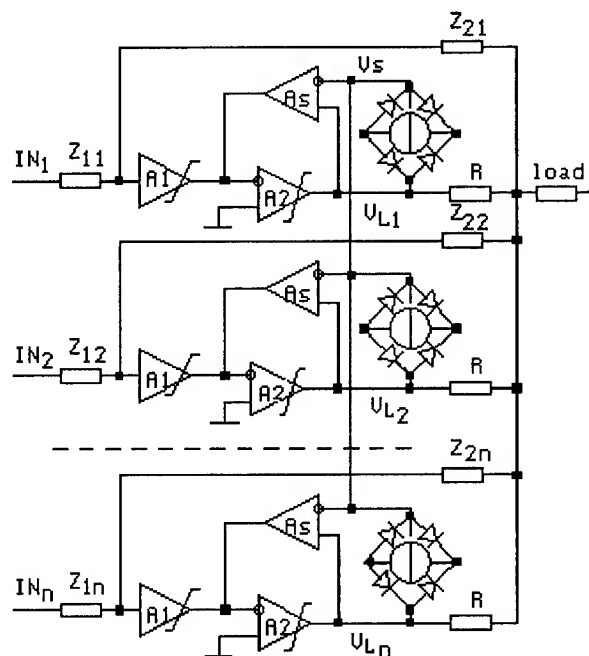 Z21
Vs
As
IN1
Z11
A1
A2
R
load
VL1
Z22
As
IN2
Z12
A1
A2
R
VL2
Z2n
As
INn
Z1n
A1
A2
R
VLn